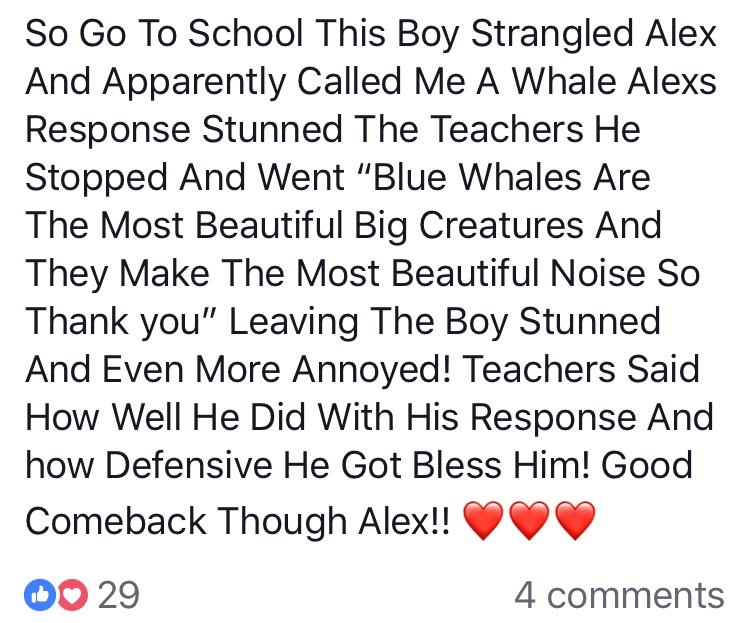 So Go To School This Boy Strangled Alex
And Apparently Called Me A Whale Alexs
Response Stunned The Teachers He
Stopped And Went “Blue Whales Are
The Most Beautiful Big Creatures And
They Make The Most Beautiful Noise So
Thank you” Leaving The Boy Stunned
And Even More Annoyed! Teachers Said
How Well He Did With His Response And
how Defensive He Got Bless Him! Good
Comeback Though Alex!! ❤️❤️❤️
29 4 comments